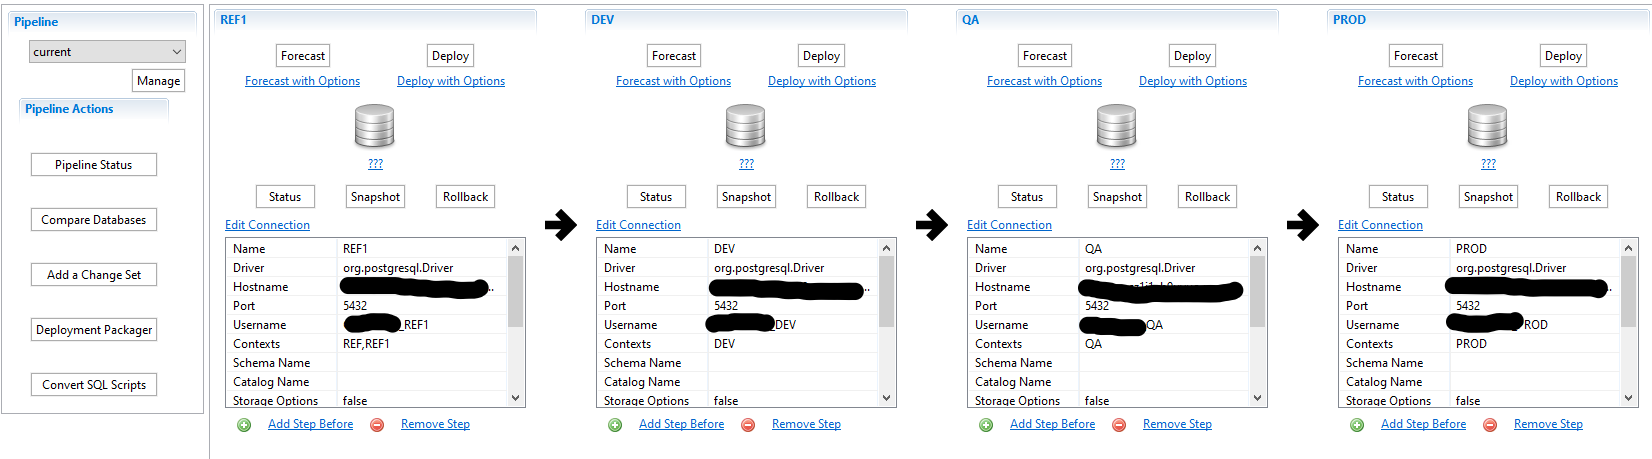 Pipeline
current
Manage
Pipeline Actions
Pipeline Status
Compare Databases
Add a Change Set
Deployment Packager
Convert SQL Scripts
REF1
Forecast Deploy
Forecast with Options Deploy with Options
???
Status Snapshot Rollback
Edit Connection
Name REF1
Driver org.postgresql.Driver
Hostname ..
Port 5432
Username _REF1
Contexts REF,REF1
Schema Name
Catalog Name
Storage Options false
Add Step Before Remove Step
DEV
Forecast Deploy
Forecast with Options Deploy with Options
???
Status Snapshot Rollback
Edit Connection
Name DEV
Driver org.postgresql.Driver
Hostname ..
Port 5432
Username _DEV
Contexts DEV
Schema Name
Catalog Name
Storage Options false
Add Step Before Remove Step
QA
Forecast Deploy
Forecast with Options Deploy with Options
???
Status Snapshot Rollback
Edit Connection
Name QA
Driver org.postgresql.Driver
Hostname
Port 5432
Username QA
Contexts QA
Schema Name
Catalog Name
Storage Options false
Add Step Before Remove Step
PROD
Forecast Deploy
Forecast with Options Deploy with Options
???
Status Snapshot Rollback
Edit Connection
Name PROD
Driver org.postgresql.Driver
Hostname ..
Port 5432
Username ROD
Contexts PROD
Schema Name
Catalog Name
Storage Options false
Add Step Before Remove Step